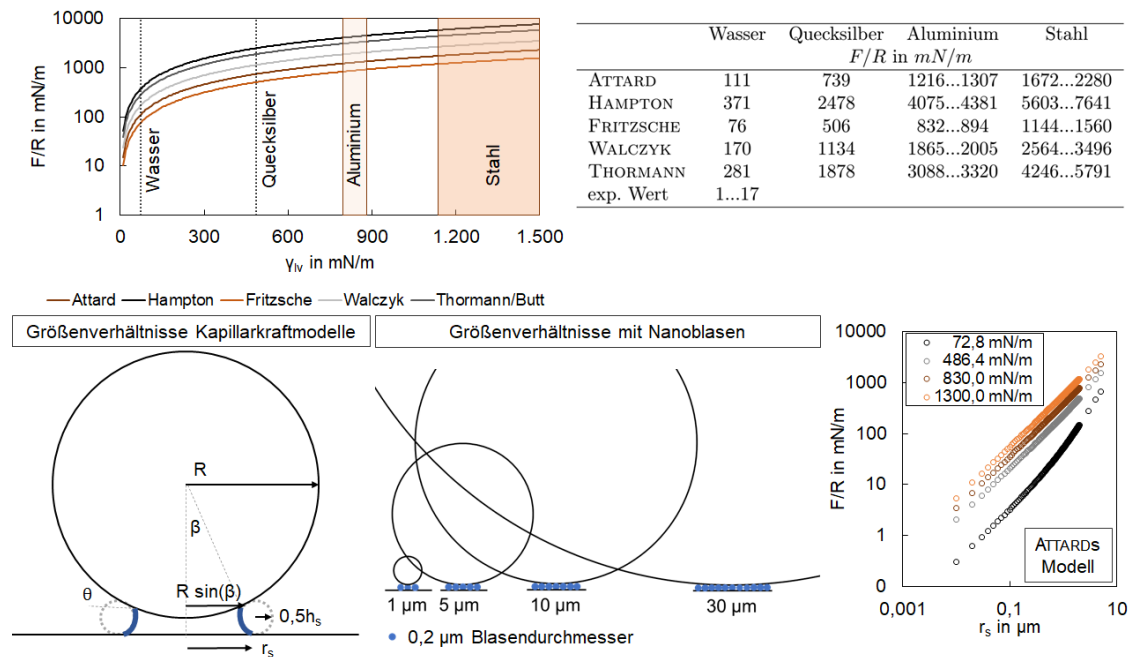 10000
1000
100
10
1
F/R in mN/m
Wasser
Quecksilber
Aluminium
Stahl
0 300 600 900 1.200 1.500
γlv in mN/m
Attard Hampton Fritzsche Walczyk Thormann/Butt
Wasser Quecksilber Aluminium Stahl
F/R in mN/m
ATTARD 111 739 1216...1307 1672...2280
HAMPTON 371 2478 4075...4381 5603...7641
FRITZSCHE 76 506 832...894 1144...1560
WALCZYK 170 1134 1865...2005 2564...3496
THORMANN 281 1878 3088...3320 4246...5791
exp. Wert 1...17
Größenverhältnisse Kapillarkraftmodelle
R
β
θ
R sin(β)
0,5hs
rs
Größenverhältnisse mit Nanoblasen
1 µm 5 µm 10 µm 30 µm
0,2 µm Blasendurchmesser
10000
1000
100
10
1
0
F/R in mN/m
72,8 mN/m
486,4 mN/m
830,0 mN/m
1300,0 mN/m
ATTARDs
Modell
0,001 0,1 10
rs in µm